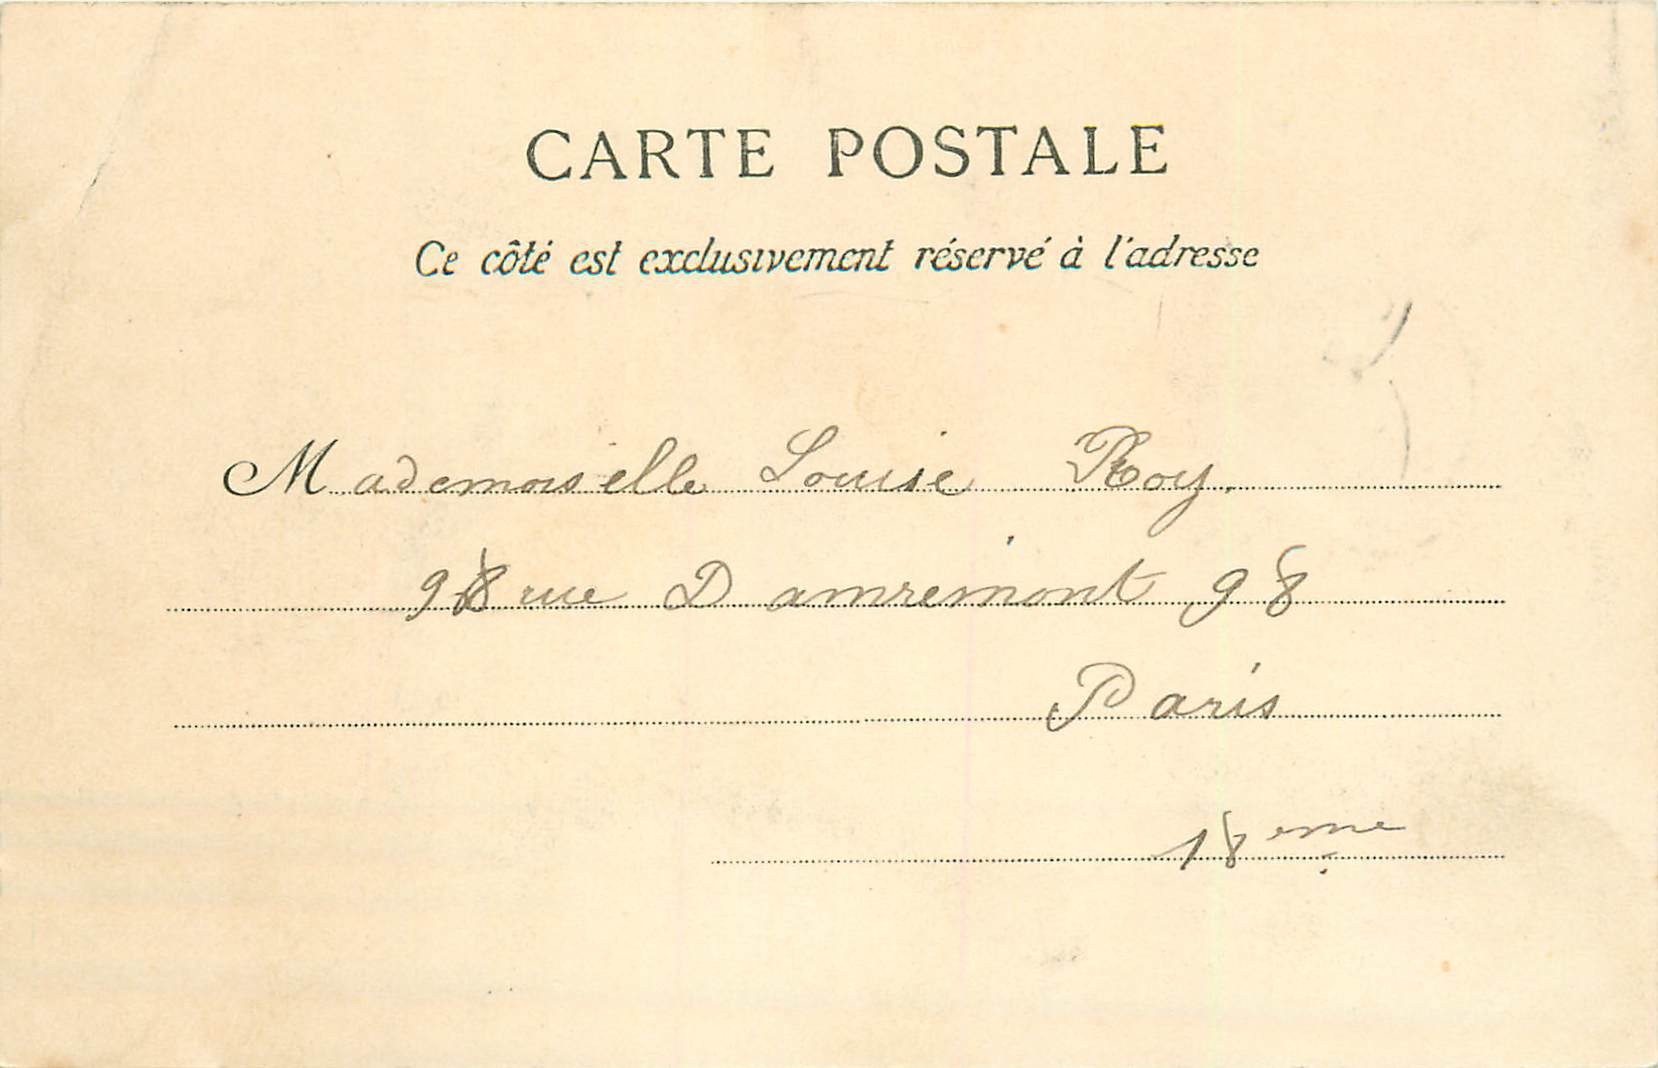 CARTE POSTALE
Ce côté est exclusivement réservé à l'adresse
Mademoiselle Louise Roy.
98 rue Damremont 98
Paris
18eme